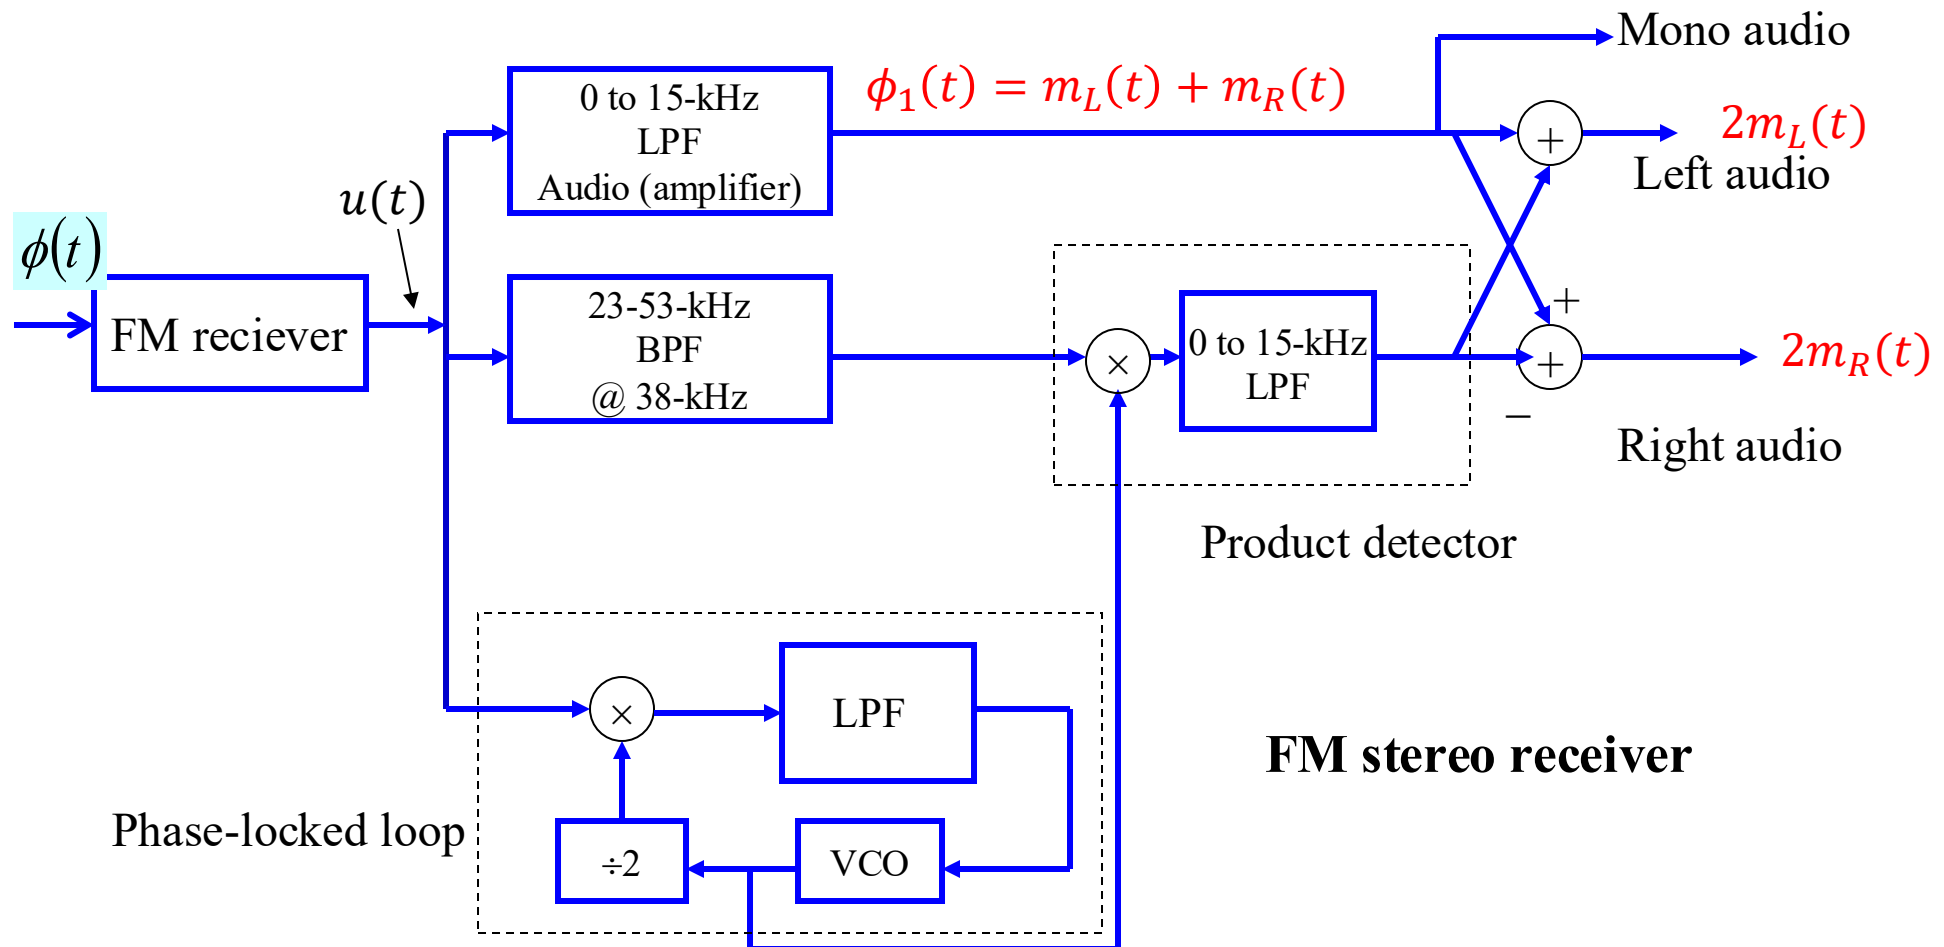 Mono audio
0 to 15-kHz
LPF
Audio (amplifier)
ϕ₁(t) = m_L(t) + m_R(t)
+
2m_L(t)
Left audio
u(t)
ϕ(t)
FM reciever
23-53-kHz
BPF
@ 38-kHz
×
0 to 15-kHz
LPF
+
+
−
2m_R(t)
Right audio
Product detector
×
LPF
FM stereo receiver
Phase-locked loop
÷2
VCO